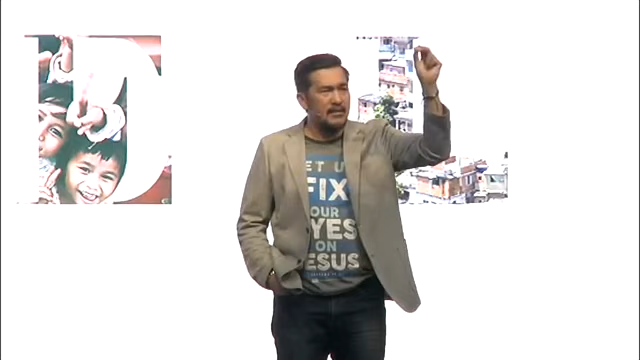 ET U
FIX
OUR
YES
ON
ESUS